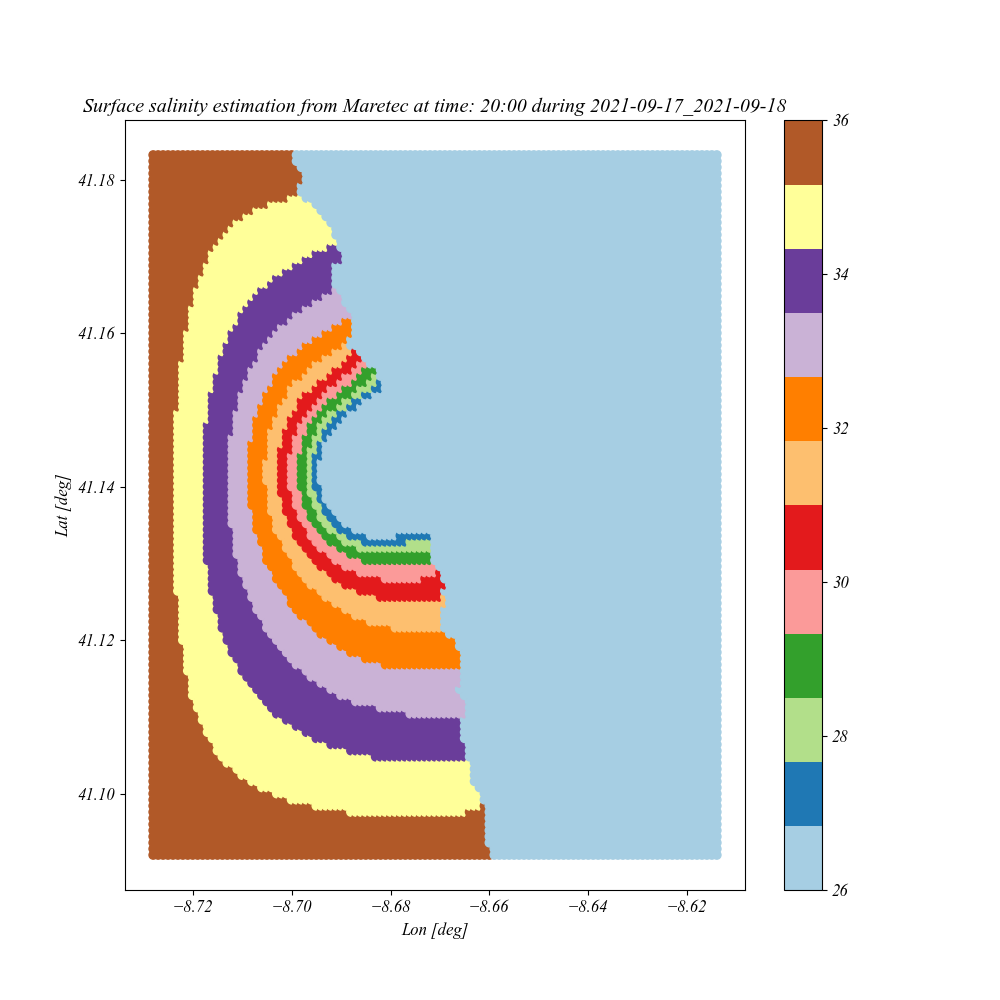 Surface salinity estimation from Maretec at time: 20:00 during 2021-09-17_2021-09-18
36
41.18
34
41.16
32
41.14
Lat [deg]
30
41.12
28
41.10
26
−8.72 −8.70 −8.68 −8.66 −8.64 −8.62
Lon [deg]